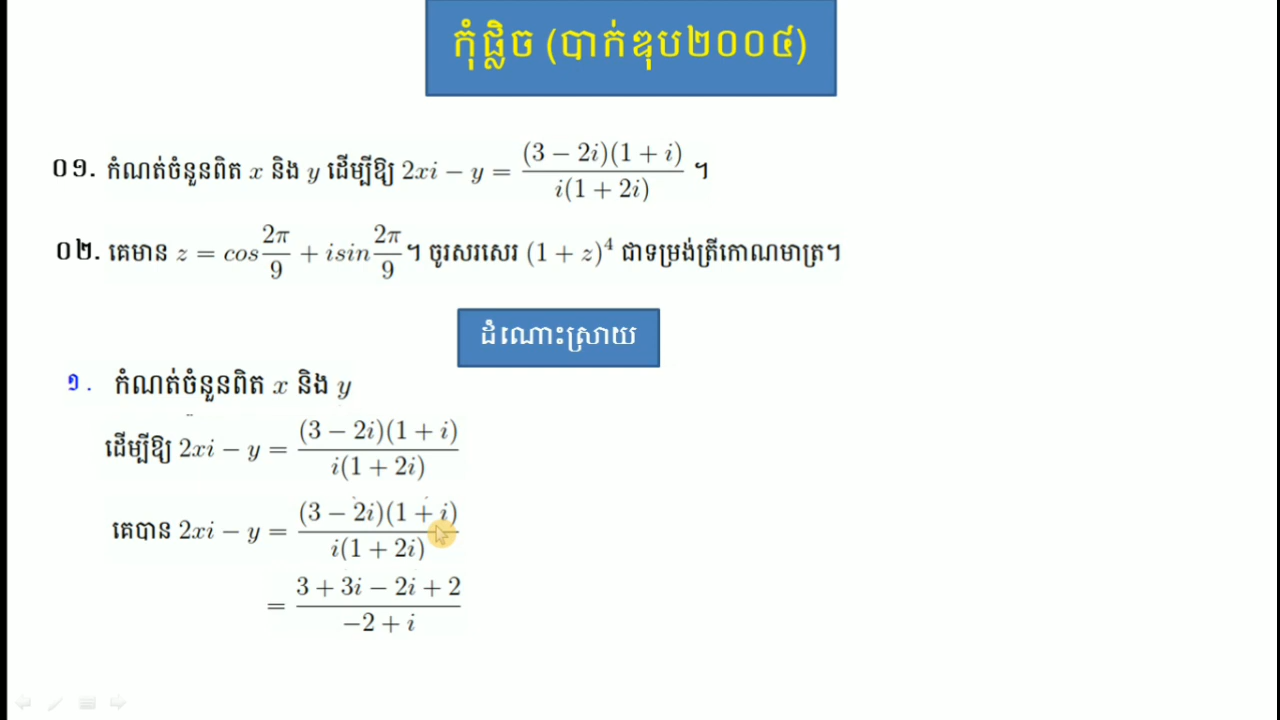 កុំផ្លិច (បាក់ឌុប២០០៤)
០១. កំណត់ចំនួនពិត x និង y ដើម្បីឱ្យ 2xi − y = (3 − 2i)(1 + i) / i(1 + 2i) ។
០២. គេមាន z = cos 2π/9 + isin 2π/9 ។ ចូរសរសេរ (1 + z)⁴ ជាទម្រង់ត្រីកោណមាត្រ។
ដំណោះស្រាយ
១. កំណត់ចំនួនពិត x និង y
ដើម្បីឱ្យ 2xi − y = (3 − 2i)(1 + i) / i(1 + 2i)
គេបាន 2xi − y = (3 − 2i)(1 + i) / i(1 + 2i)
= 3 + 3i − 2i + 2 / −2 + i